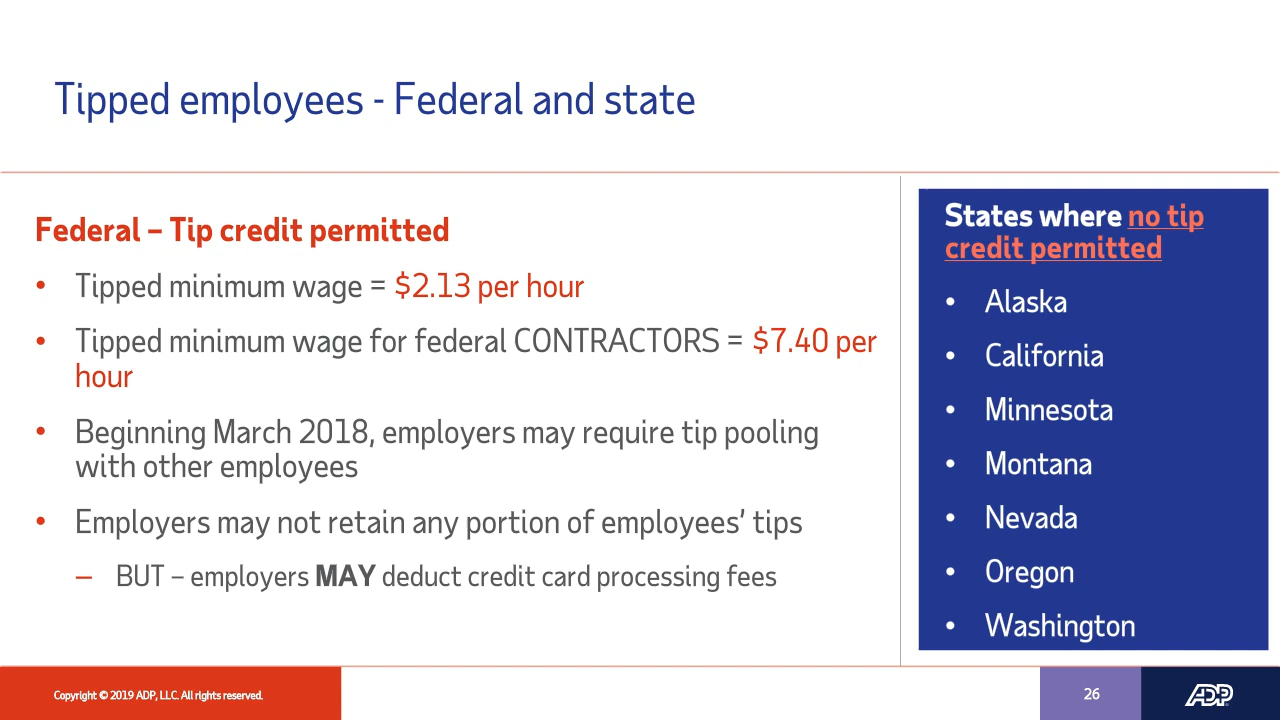 Tipped employees - Federal and state
Federal – Tip credit permitted
• Tipped minimum wage = $2.13 per hour
• Tipped minimum wage for federal CONTRACTORS = $7.40 per
hour
• Beginning March 2018, employers may require tip pooling
with other employees
• Employers may not retain any portion of employees’ tips
– BUT – employers MAY deduct credit card processing fees
States where no tip
credit permitted
• Alaska
• California
• Minnesota
• Montana
• Nevada
• Oregon
• Washington
Copyright © 2019 ADP, LLC. All rights reserved.
26
ADP